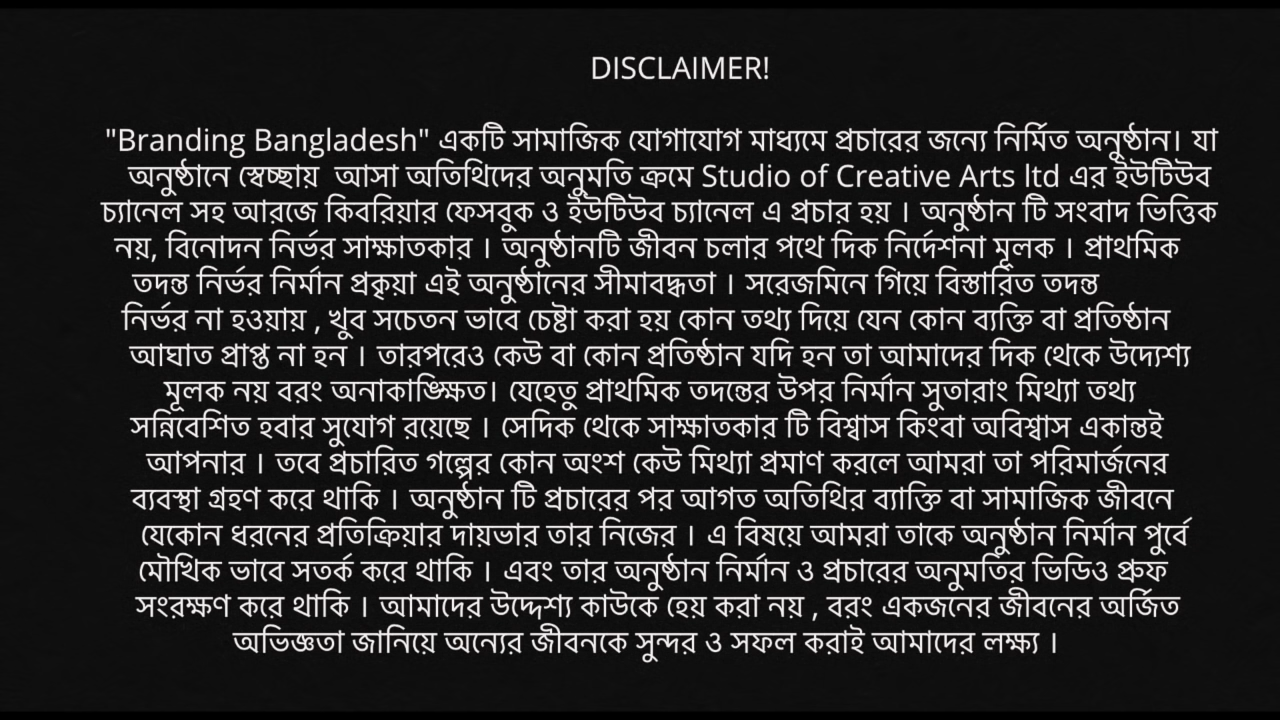 DISCLAIMER!
"Branding Bangladesh" একটি সামাজিক যোগাযোগ মাধ্যমে প্রচারের জন্যে নির্মিত অনুষ্ঠান। যা
অনুষ্ঠানে স্বেচ্ছায় আসা অতিথিদের অনুমতি ক্রমে Studio of Creative Arts ltd এর ইউটিউব
চ্যানেল সহ আরজে কিবরিয়ার ফেসবুক ও ইউটিউব চ্যানেল এ প্রচার হয় । অনুষ্ঠান টি সংবাদ ভিত্তিক
নয়, বিনোদন নির্ভর সাক্ষাতকার । অনুষ্ঠানটি জীবন চলার পথে দিক নির্দেশনা মূলক । প্রাথমিক
তদন্ত নির্ভর নির্মান প্রকৃয়া এই অনুষ্ঠানের সীমাবদ্ধতা । সরেজমিনে গিয়ে বিস্তারিত তদন্ত
নির্ভর না হওয়ায় , খুব সচেতন ভাবে চেষ্টা করা হয় কোন তথ্য দিয়ে যেন কোন ব্যক্তি বা প্রতিষ্ঠান
আঘাত প্রাপ্ত না হন । তারপরেও কেউ বা কোন প্রতিষ্ঠান যদি হন তা আমাদের দিক থেকে উদ্যেশ্য
মূলক নয় বরং অনাকাঙ্ক্ষিত। যেহেতু প্রাথমিক তদন্তের উপর নির্মান সুতারাং মিথ্যা তথ্য
সন্নিবেশিত হবার সুযোগ রয়েছে । সেদিক থেকে সাক্ষাতকার টি বিশ্বাস কিংবা অবিশ্বাস একান্তই
আপনার । তবে প্রচারিত গল্পের কোন অংশ কেউ মিথ্যা প্রমাণ করলে আমরা তা পরিমার্জনের
ব্যবস্থা গ্রহণ করে থাকি । অনুষ্ঠান টি প্রচারের পর আগত অতিথির ব্যাক্তি বা সামাজিক জীবনে
যেকোন ধরনের প্রতিক্রিয়ার দায়ভার তার নিজের । এ বিষয়ে আমরা তাকে অনুষ্ঠান নির্মান পুর্বে
মৌখিক ভাবে সতর্ক করে থাকি । এবং তার অনুষ্ঠান নির্মান ও প্রচারের অনুমতির ভিডিও প্রুফ
সংরক্ষণ করে থাকি । আমাদের উদ্দেশ্য কাউকে হেয় করা নয় , বরং একজনের জীবনের অর্জিত
অভিজ্ঞতা জানিয়ে অন্যের জীবনকে সুন্দর ও সফল করাই আমাদের লক্ষ্য ।